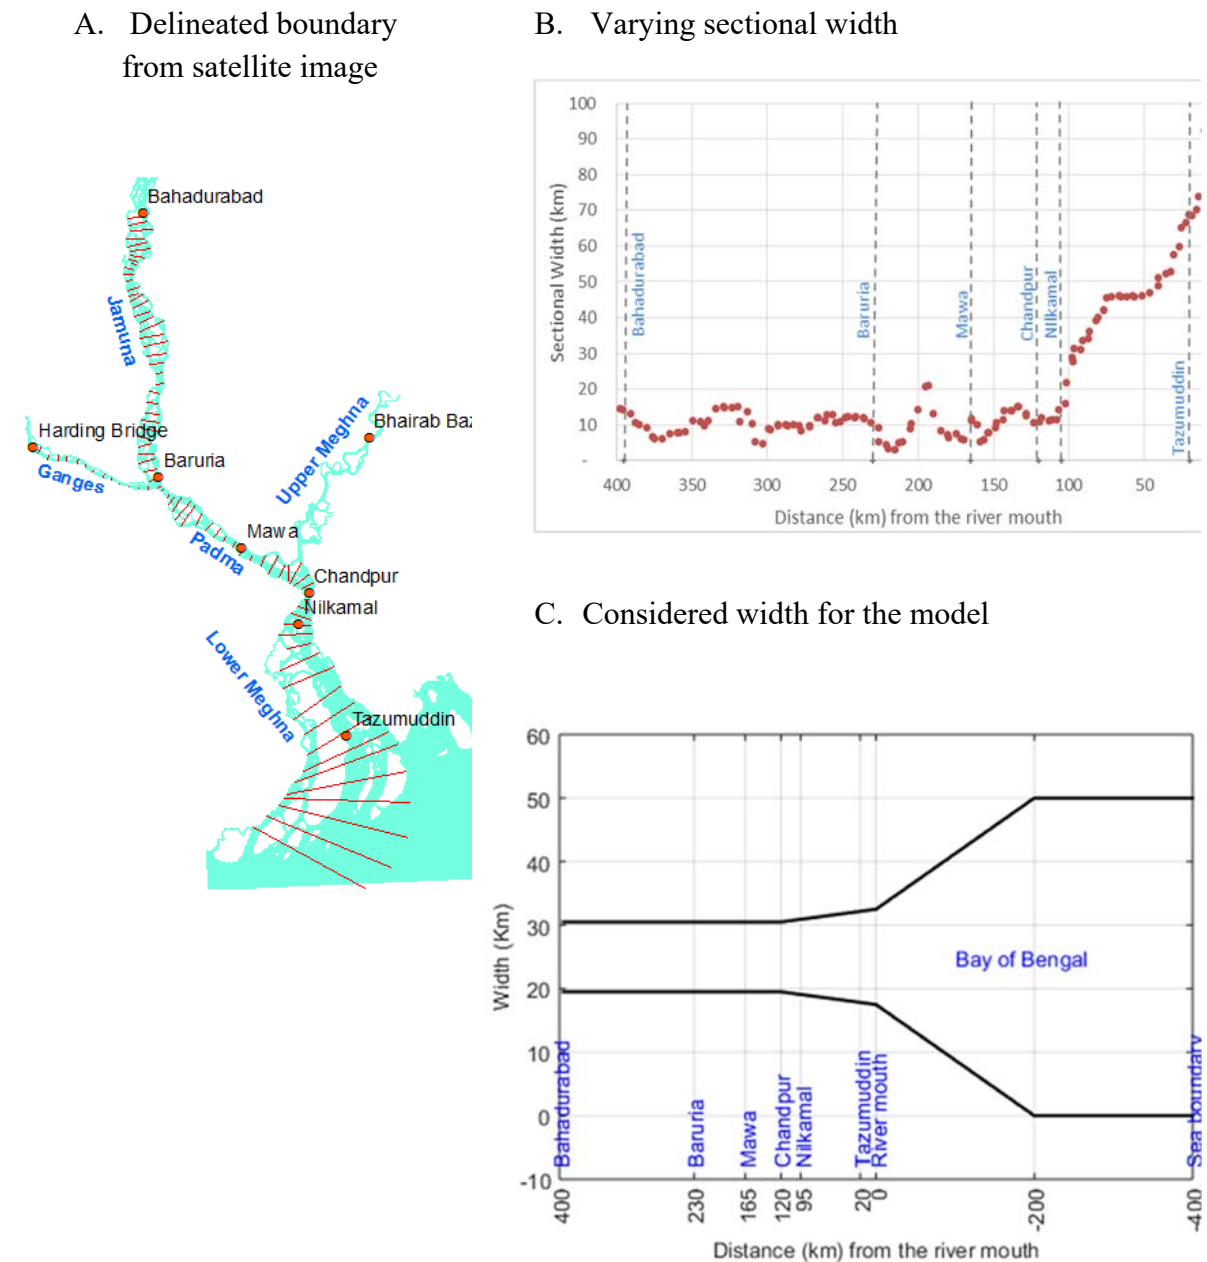 A. Delineated boundary
from satellite image
Bahadurabad
Jamuna
Harding Bridge
Ganges
Baruria
Upper Meghna
Bhairab Baz
Mawa
Padma
Chandpur
Nilkamal
Lower Meghna
Tazumuddin
B. Varying sectional width
Sectional Width (km)
100
90
80
70
60
50
40
30
20
10
-
Bahadurabad
Baruria
Mawa
Chandpur
NIlkamal
Tazumuddin
400 350 300 250 200 150 100 50
Distance (km) from the river mouth
C. Considered width for the model
Width (Km)
60
50
40
30
20
10
0
-10
Bay of Bengal
Bahadurabad
Baruria
Mawa
Chandpur
Nilkamal
Tazumuddin
River mouth
Sea boundary
400 230 165 120 95 20 0 -200 -400
Distance (km) from the river mouth